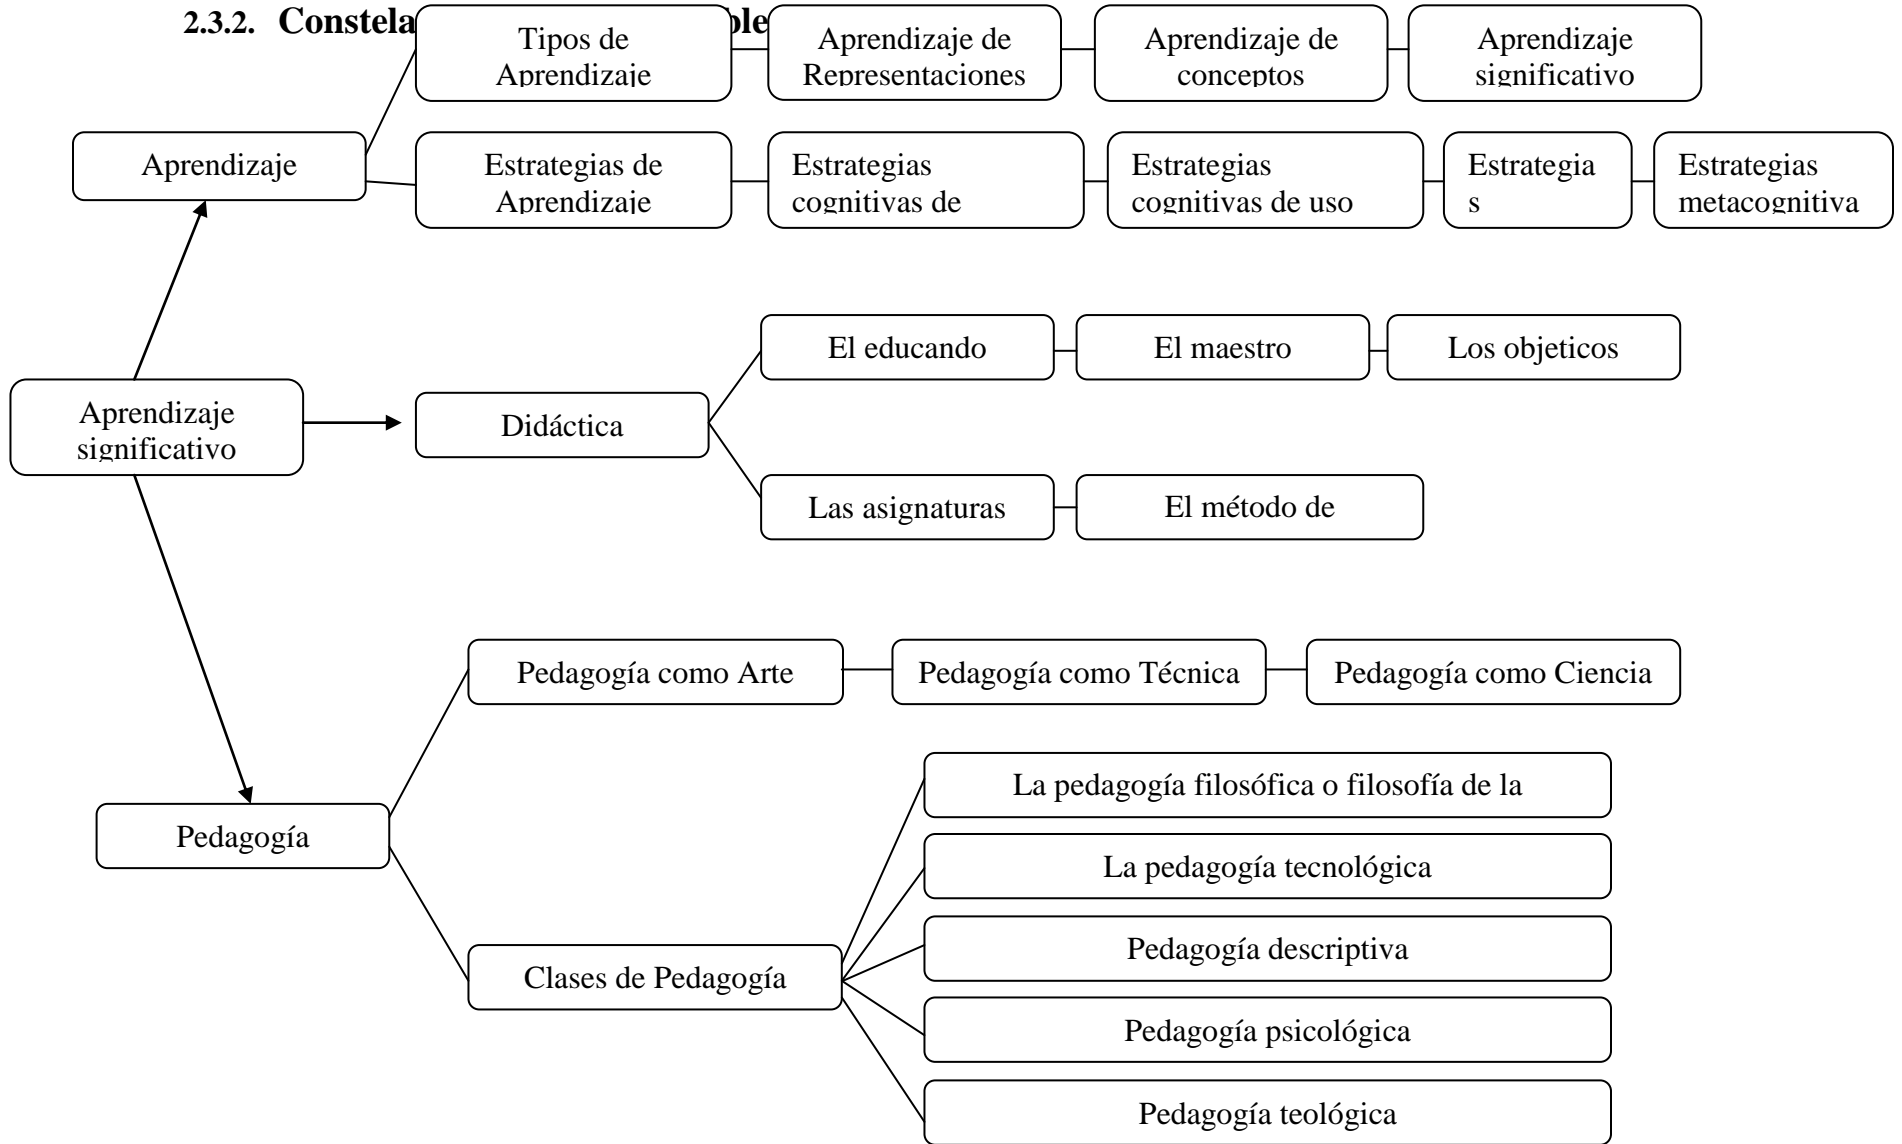 2.3.2. Constela
Tipos de
Aprendizaje
Aprendizaje de
Representaciones
Aprendizaje de
conceptos
Aprendizaje
significativo
Aprendizaje
Estrategias de
Aprendizaje
Estrategias
cognitivas de
Estrategias
cognitivas de uso
Estrategia
s
Estrategias
metacognitiva
El educando
El maestro
Los objeticos
Aprendizaje
significativo
Didáctica
Las asignaturas
El método de
Pedagogía como Arte
Pedagogía como Técnica
Pedagogía como Ciencia
La pedagogía filosófica o filosofía de la
Pedagogía
La pedagogía tecnológica
Pedagogía descriptiva
Clases de Pedagogía
Pedagogía psicológica
Pedagogía teológica